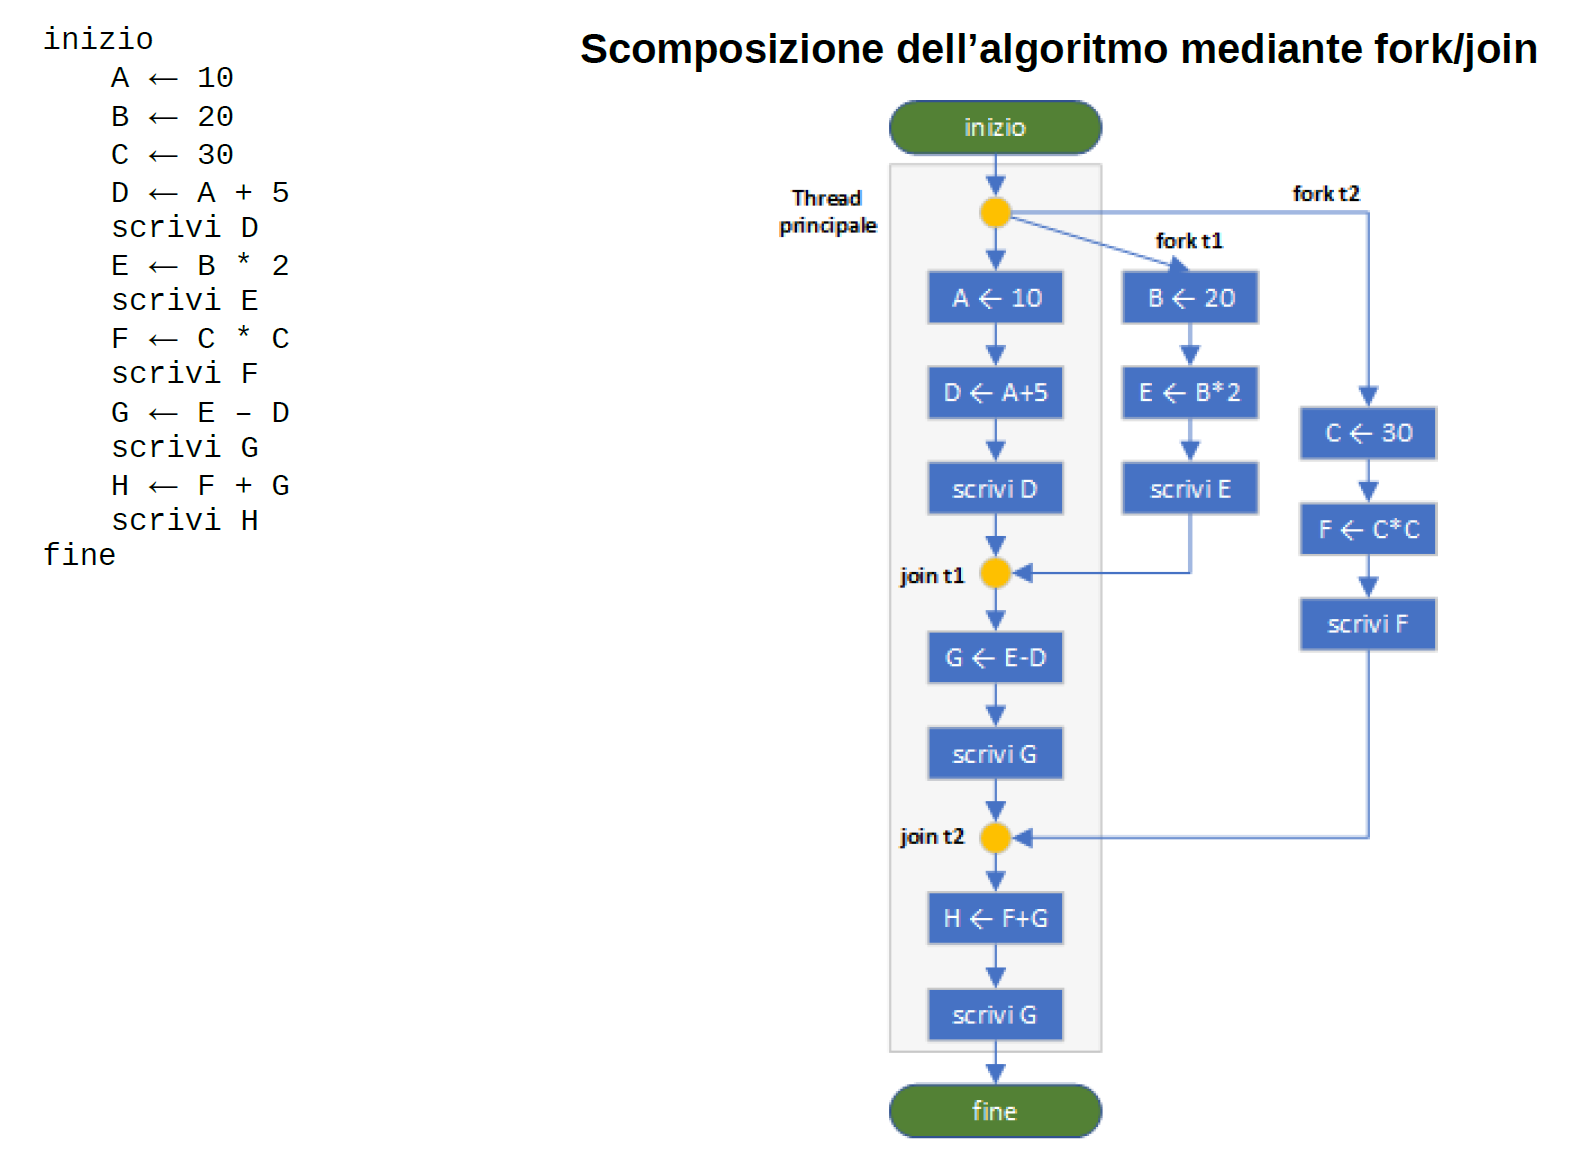 inizio
A ← 10
B ← 20
C ← 30
D ← A + 5
scrivi D
E ← B * 2
scrivi E
F ← C * C
scrivi F
G ← E – D
scrivi G
H ← F + G
scrivi H
fine
Scomposizione dell’algoritmo mediante fork/join
inizio
Thread
principale
fork t2
fork t1
A ← 10
B ← 20
D ← A+5
E ← B*2
C ← 30
scrivi D
scrivi E
F ← C*C
join t1
scrivi F
G ← E-D
scrivi G
join t2
H ← F+G
scrivi G
fine